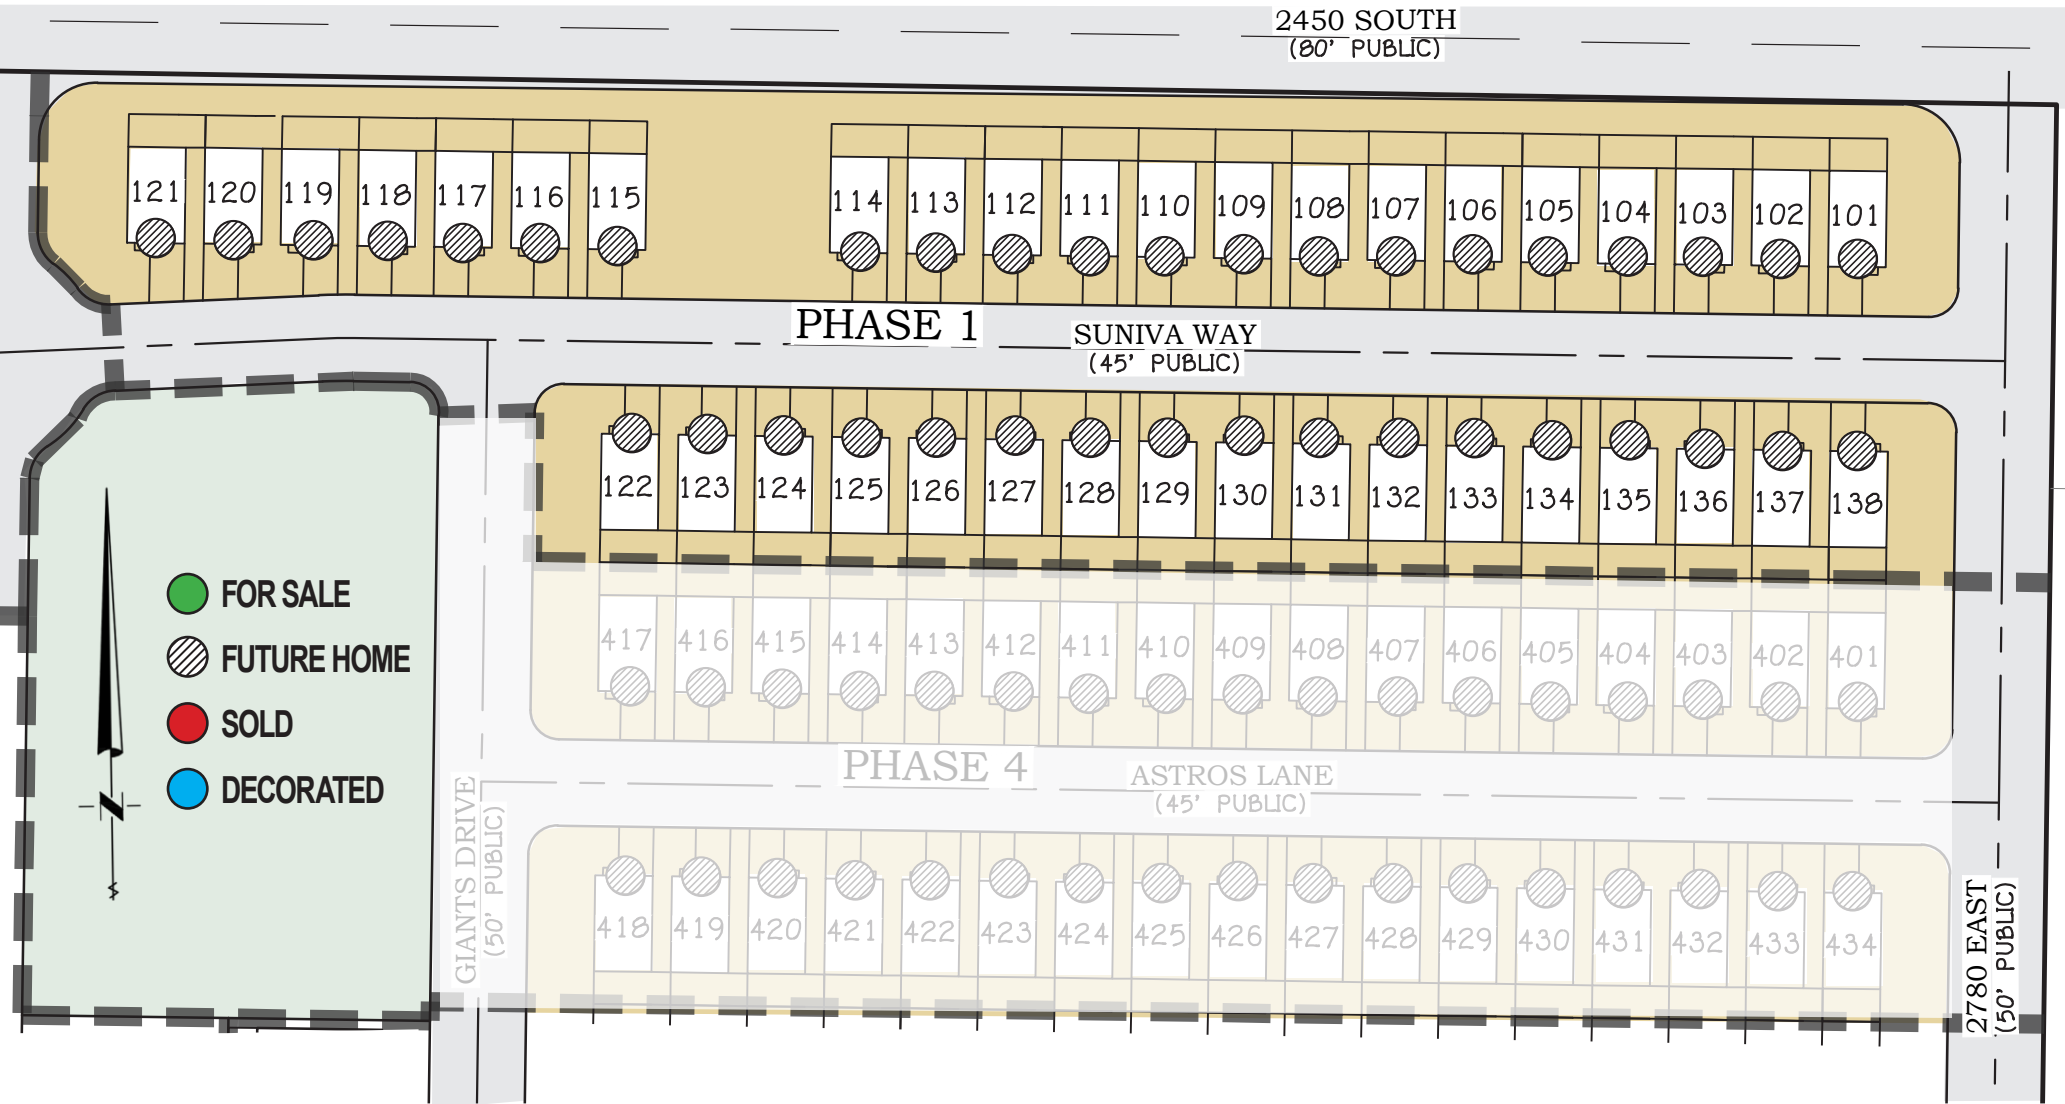 2450 SOUTH
(80' PUBLIC)
121 120 119 118 117 116 115 114 113 112 111 110 109 108 107 106 105 104 103 102 101
PHASE 1
SUNIVA WAY
(45' PUBLIC)
122 123 124 125 126 127 128 129 130 131 132 133 134 135 136 137 138
FOR SALE
FUTURE HOME
SOLD
DECORATED
N
417 416 415 414 413 412 411 410 409 408 407 406 405 404 403 402 401
PHASE 4
ASTROS LANE
(45' PUBLIC)
GIANTS DRIVE
(50' PUBLIC)
418 419 420 421 422 423 424 425 426 427 428 429 430 431 432 433 434
2780 EAST
(50' PUBLIC)